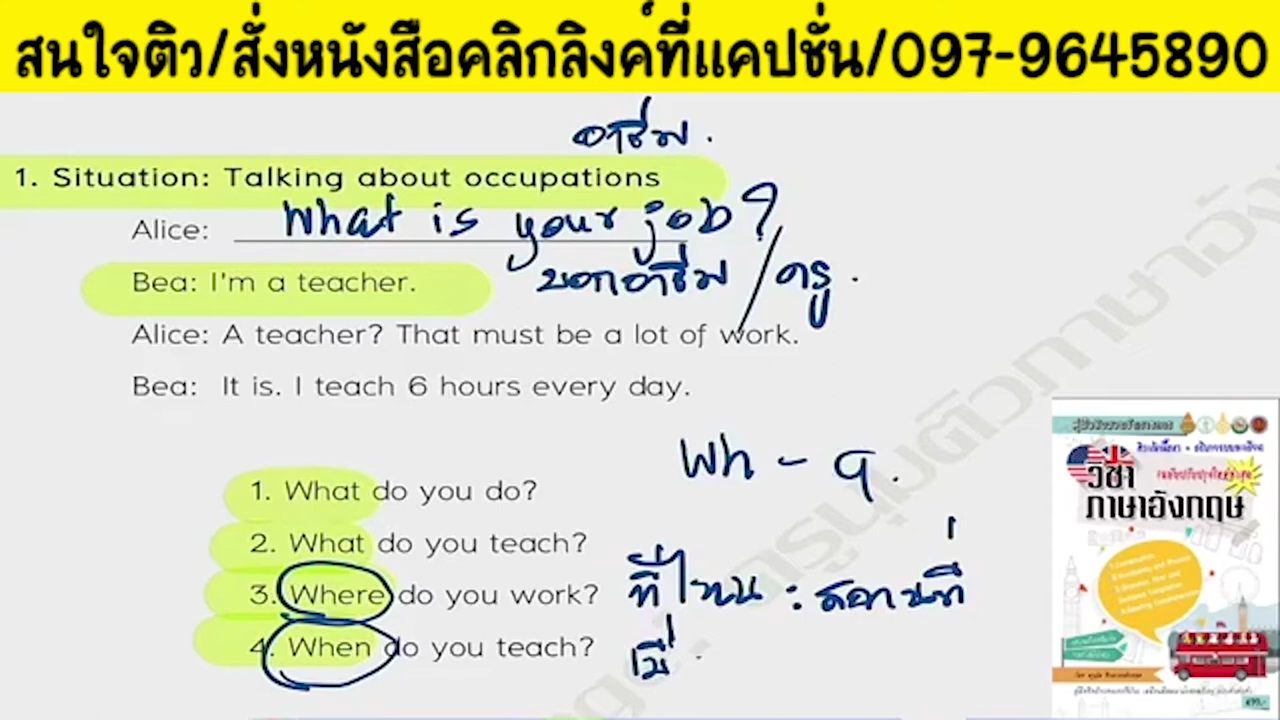 สนใจติว/สั่งหนังสือคลิกลิงค์ที่แคปชั่น/097-9645890
อาชีพ.
1. Situation: Talking about occupations
Alice: What is your job?
Bea: I'm a teacher. บอกอาชีพ / ครู.
Alice: A teacher? That must be a lot of work.
Bea: It is. I teach 6 hours every day.
Wh - Q.
1. What do you do?
2. What do you teach?
3. Where do you work? ที่ไหน : สถานที่
4. When do you teach?
วิชา
ภาษาอังกฤษ